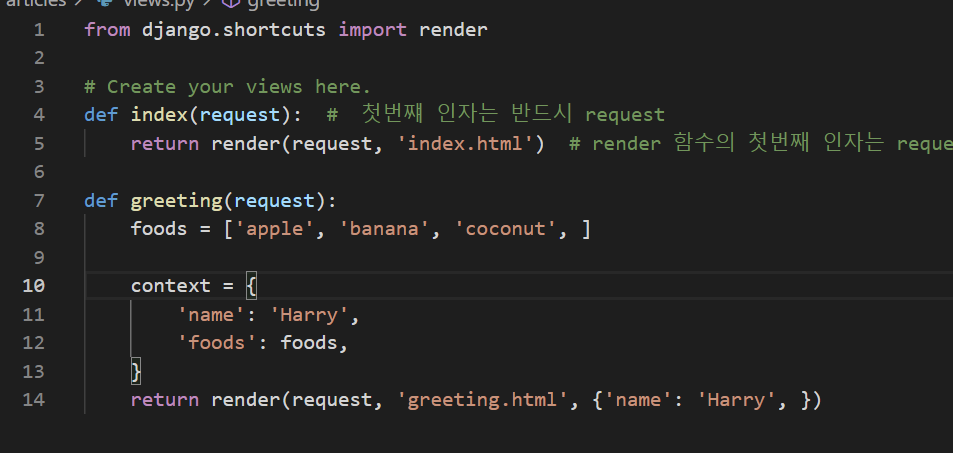 articles > views.py > greeting
1 from django.shortcuts import render
2
3 # Create your views here.
4 def index(request):  #  첫번째 인자는 반드시 request
5     return render(request, 'index.html')  # render 함수의 첫번째 인자는 reque
6
7 def greeting(request):
8     foods = ['apple', 'banana', 'coconut', ]
9
10     context = {
11         'name': 'Harry',
12         'foods': foods,
13     }
14     return render(request, 'greeting.html', {'name': 'Harry', })